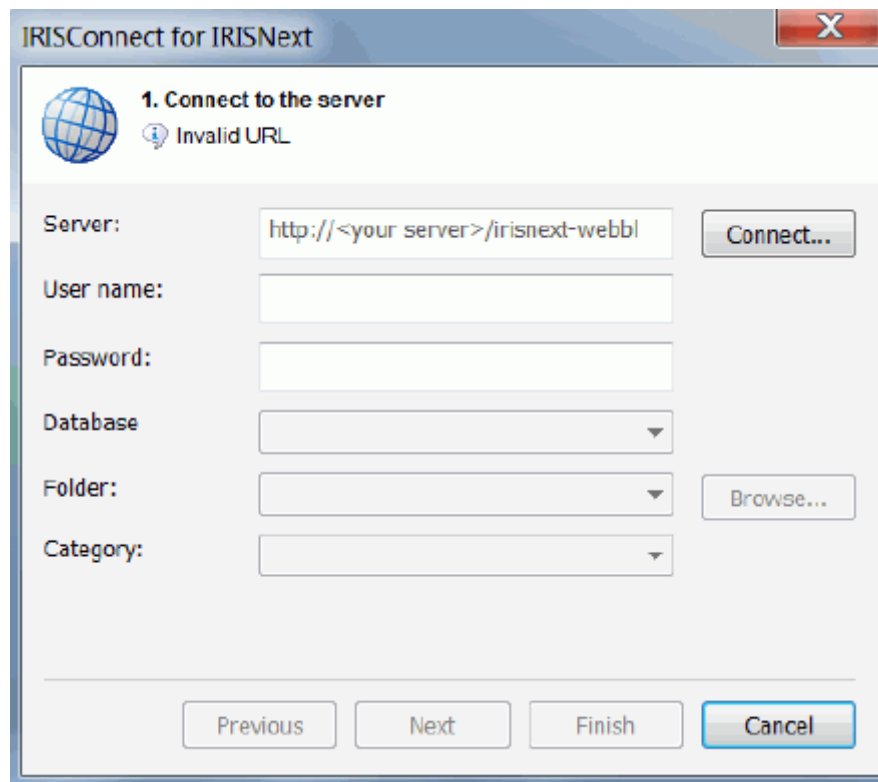 IRISConnect for IRISNext
X
1. Connect to the server
Invalid URL
Server: http://<your server>/irisnext-webbl Connect...
User name:
Password:
Database
Folder: Browse...
Category:
Previous Next Finish Cancel